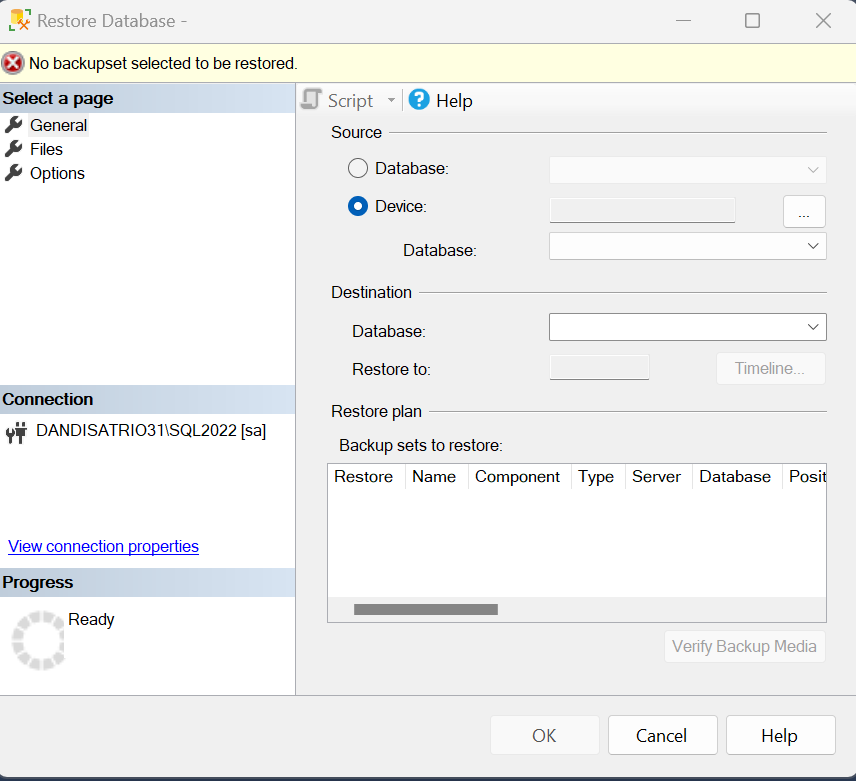 Restore Database -
No backupset selected to be restored.
Select a page
General
Files
Options
Connection
DANDISATRIO31\SQL2022 [sa]
View connection properties
Progress
Ready
Script
Help
Source
Database:
Device:
...
Database:
Destination
Database:
Restore to:
Timeline...
Restore plan
Backup sets to restore:
Restore Name Component Type Server Database Posit
Verify Backup Media
OK Cancel Help